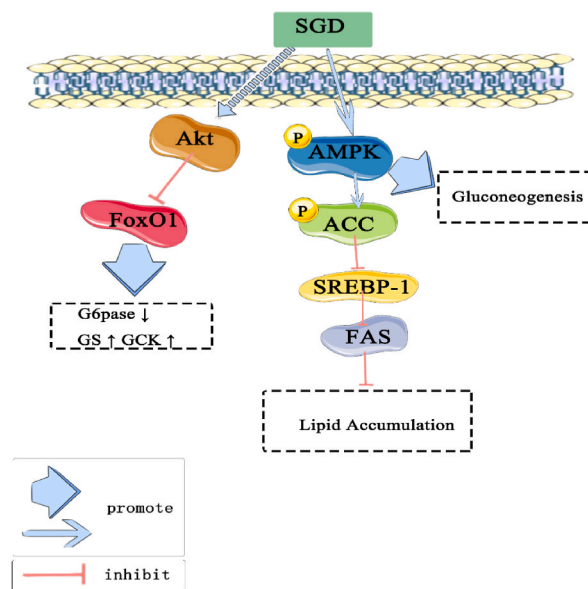 SGD
Akt
P
AMPK
Gluconeogenesis
FoxO1
P
ACC
SREBP-1
G6pase ↓
GS ↑ GCK ↑
FAS
Lipid Accumulation
promote
inhibit